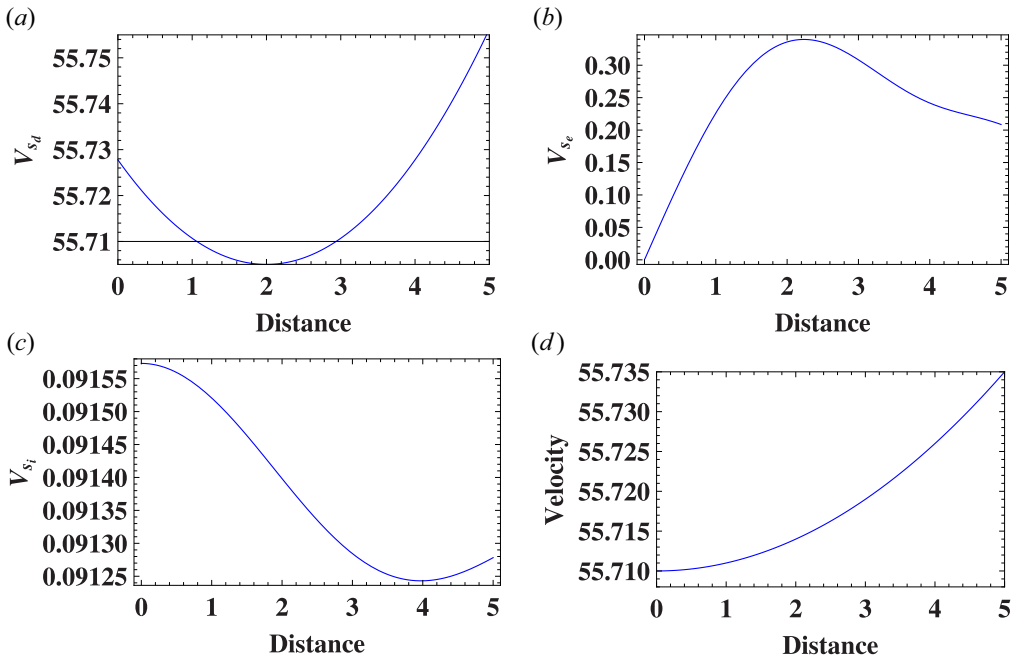 (a)
55.75
55.74
55.73
55.72
55.71
V_{s_d}
0 1 2 3 4 5
Distance
(b)
0.30
0.25
0.20
0.15
0.10
0.05
0.00
V_{s_e}
0 1 2 3 4 5
Distance
(c)
0.09155
0.09150
0.09145
0.09140
0.09135
0.09130
0.09125
V_{s_i}
0 1 2 3 4 5
Distance
(d)
55.735
55.730
55.725
55.720
55.715
55.710
Velocity
0 1 2 3 4 5
Distance